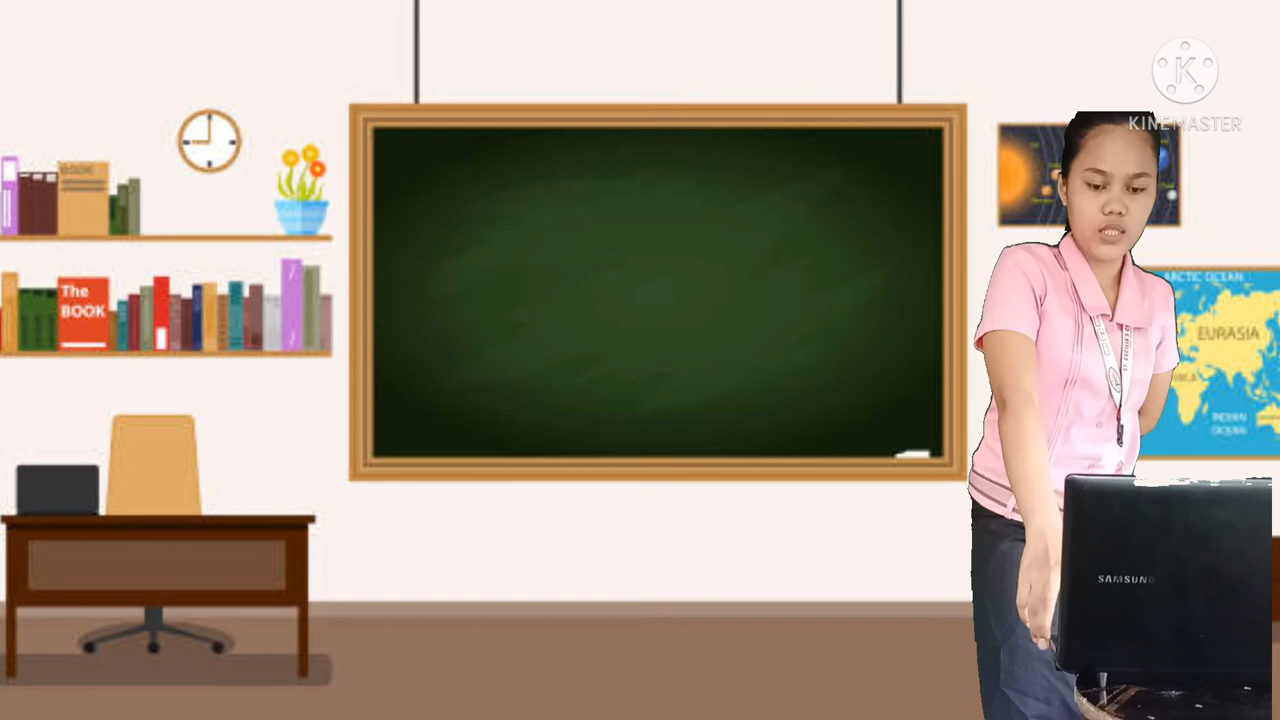 KINEMASTER
BOOK
The
BOOK
ARCTIC OCEAN
EURASIA
INDIAN
OCEAN
SAMSUNG